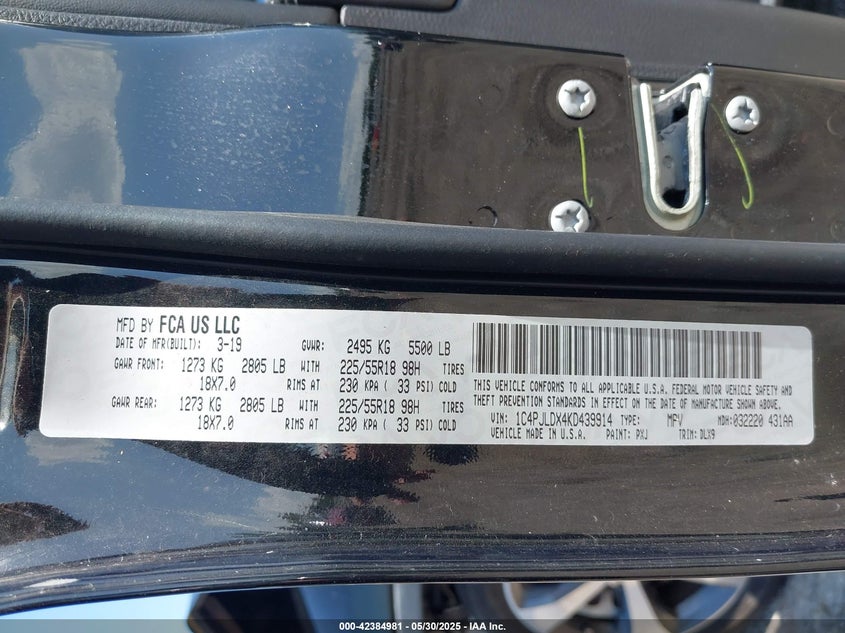 MFD BY FCA US LLC
DATE OF MFR(BUILT): 3-19 GVWR: 2495 KG 5500 LB
GAWR FRONT: 1273 KG 2805 LB WITH 225/55R18 98H TIRES
18X7.0 RIMS AT 230 KPA ( 33 PSI) COLD
GAWR REAR: 1273 KG 2805 LB WITH 225/55R18 98H TIRES
18X7.0 RIMS AT 230 KPA ( 33 PSI) COLD
THIS VEHICLE CONFORMS TO ALL APPLICABLE U.S.A. FEDERAL MOTOR VEHICLE SAFETY AND
THEFT PREVENTION STANDARDS IN EFFECT ON THE DATE OF MANUFACTURE SHOWN ABOVE.
VIN: 1C4PJLDX4KD439914 TYPE: MPV MDH:032220 431AA
VEHICLE MADE IN U.S.A. PAINT: PXJ TRIM: DLX9
000-42384981 - 05/30/2025 - IAA Inc.